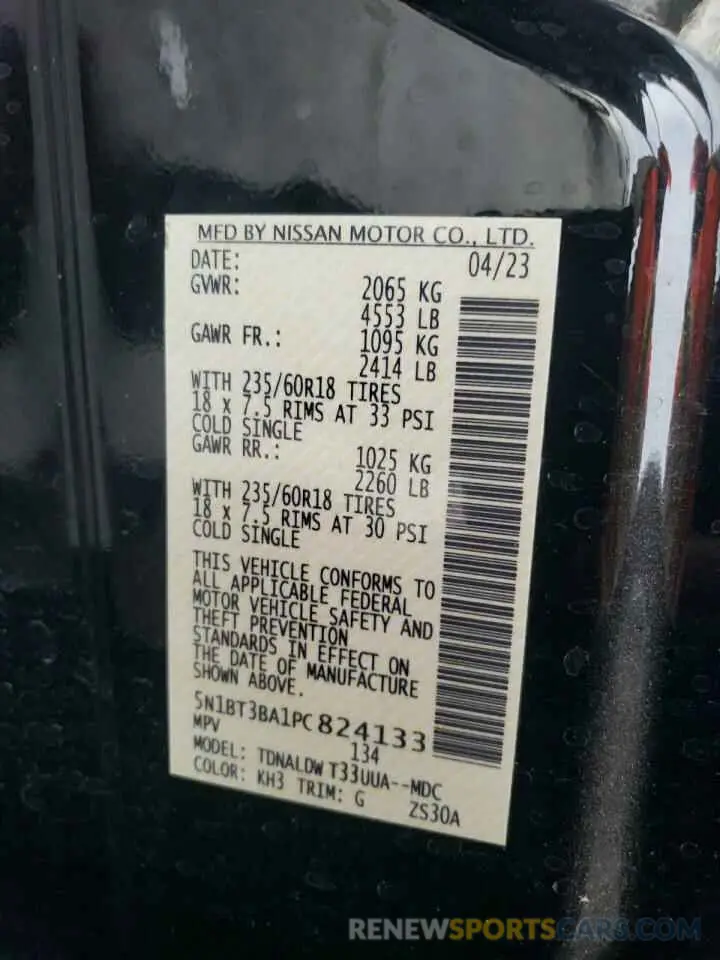 MFD BY NISSAN MOTOR CO., LTD.
DATE: 04/23
GVWR: 2065 KG
4553 LB
GAWR FR.: 1095 KG
2414 LB
WITH 235/60R18 TIRES
18 x 7.5 RIMS AT 33 PSI
COLD SINGLE
GAWR RR.: 1025 KG
2260 LB
WITH 235/60R18 TIRES
18 x 7.5 RIMS AT 30 PSI
COLD SINGLE
THIS VEHICLE CONFORMS TO
ALL APPLICABLE FEDERAL
MOTOR VEHICLE SAFETY AND
THEFT PREVENTION
STANDARDS IN EFFECT ON
THE DATE OF MANUFACTURE
SHOWN ABOVE.
5N1BT3BA1PC824133
MPV 134
MODEL: TDNALDW T33UUA--MDC
COLOR: KH3 TRIM: G ZS30A
RENEWSPORTSCARS.COM